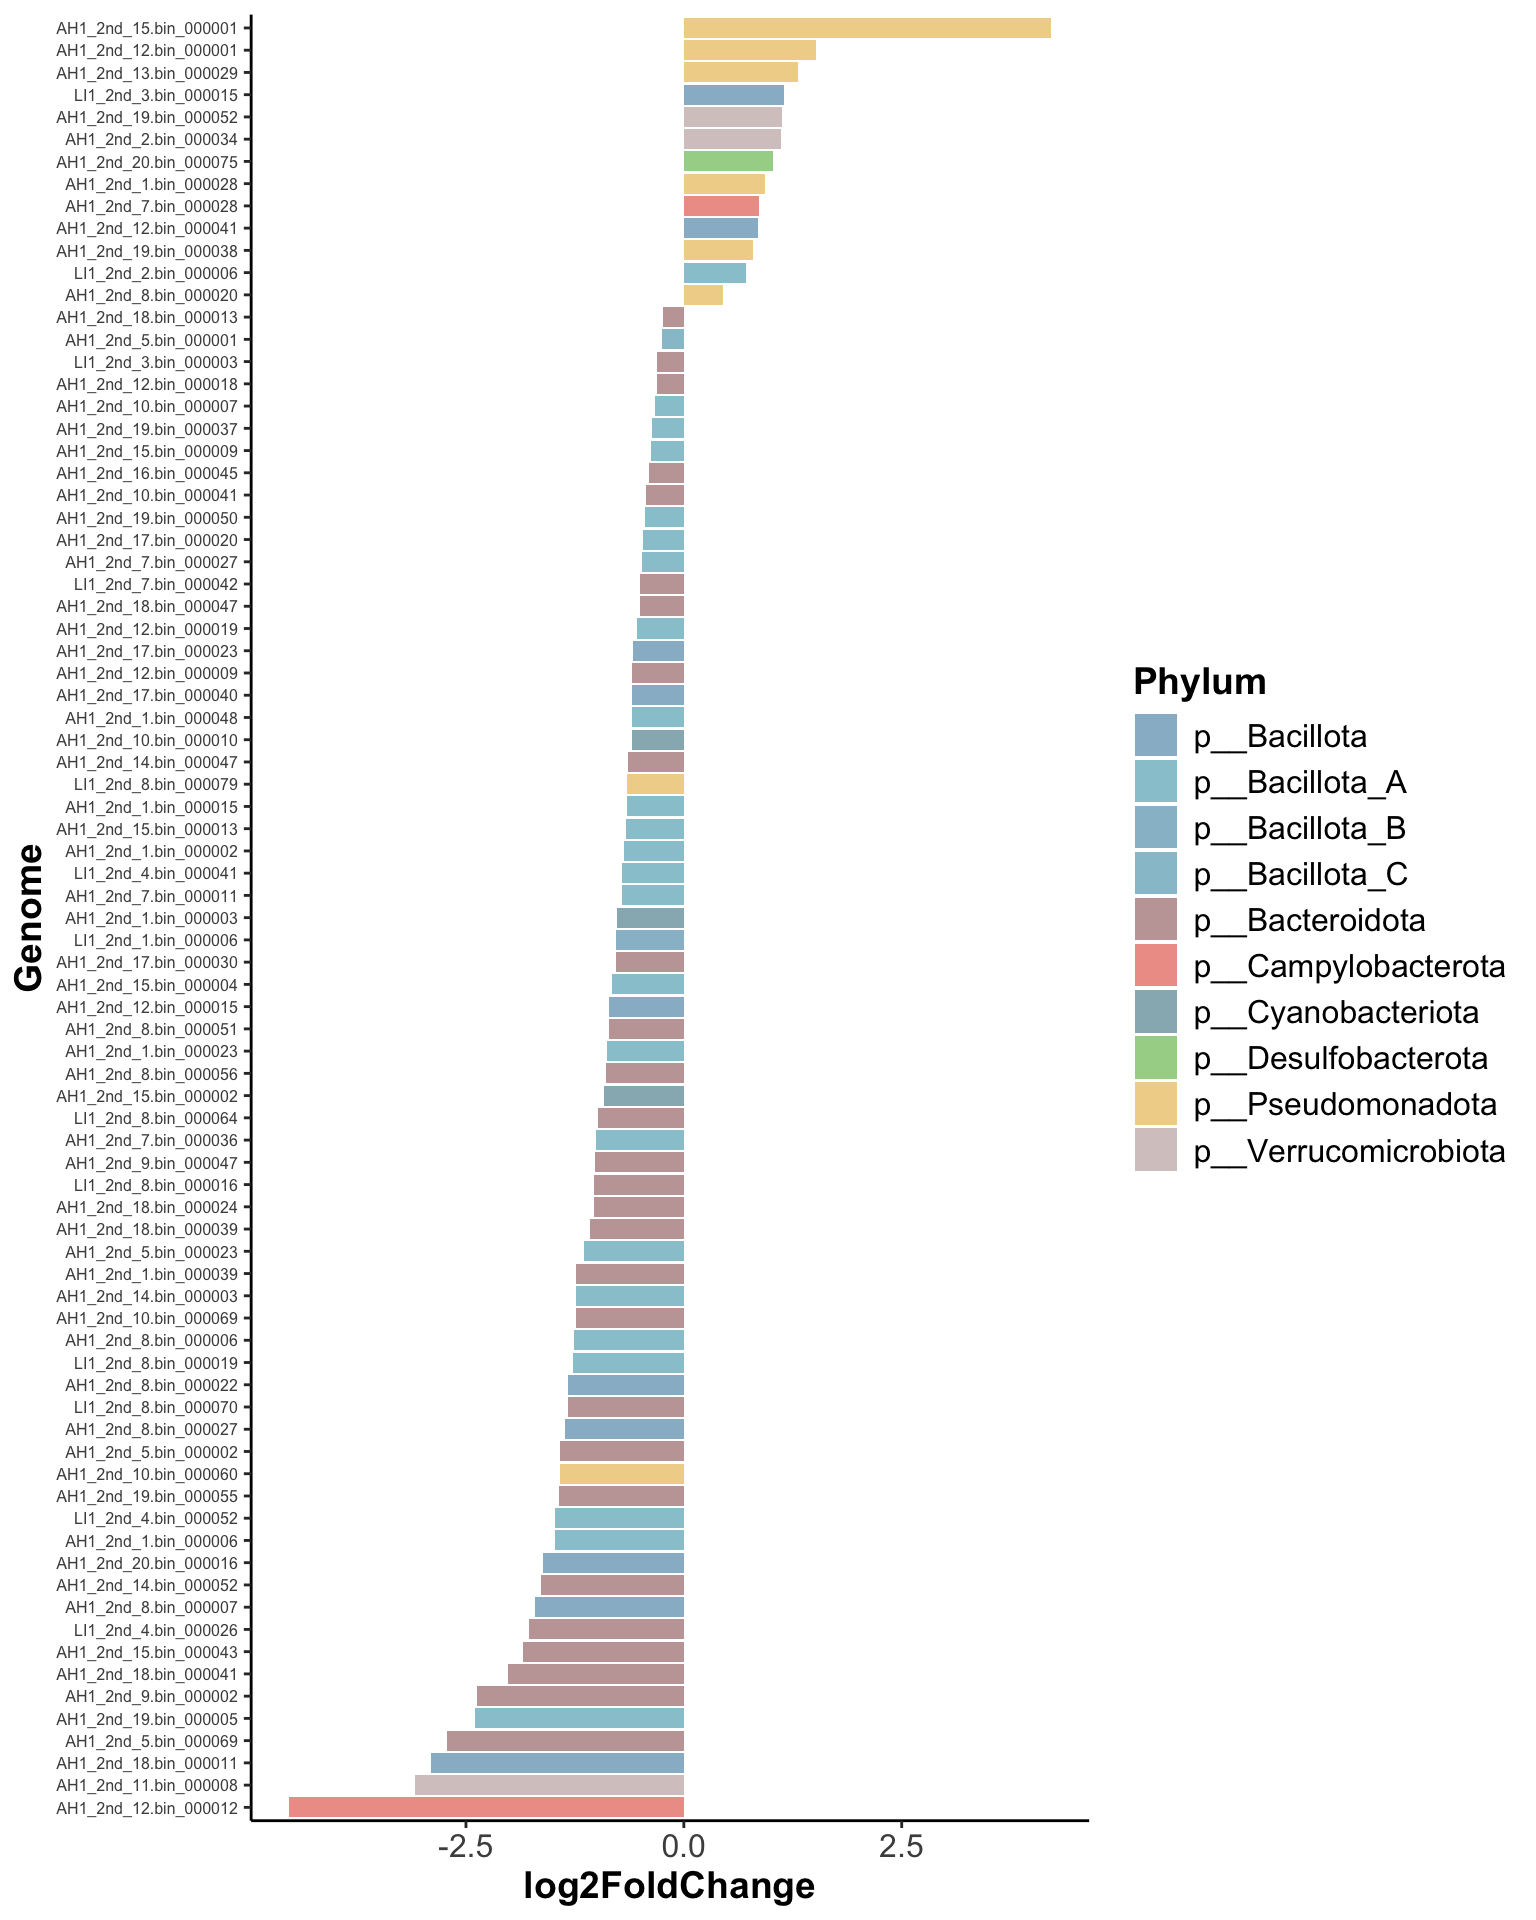 AH1_2nd_15.bin_000001
AH1_2nd_12.bin_000001
AH1_2nd_13.bin_000029
LI1_2nd_3.bin_000015
AH1_2nd_19.bin_000052
AH1_2nd_2.bin_000034
AH1_2nd_20.bin_000075
AH1_2nd_1.bin_000028
AH1_2nd_7.bin_000028
AH1_2nd_12.bin_000041
AH1_2nd_19.bin_000038
LI1_2nd_2.bin_000006
AH1_2nd_8.bin_000020
AH1_2nd_18.bin_000013
AH1_2nd_5.bin_000001
LI1_2nd_3.bin_000003
AH1_2nd_12.bin_000018
AH1_2nd_10.bin_000007
AH1_2nd_19.bin_000037
AH1_2nd_15.bin_000009
AH1_2nd_16.bin_000045
AH1_2nd_10.bin_000041
AH1_2nd_19.bin_000050
AH1_2nd_17.bin_000020
AH1_2nd_7.bin_000027
LI1_2nd_7.bin_000042
AH1_2nd_18.bin_000047
AH1_2nd_12.bin_000019
AH1_2nd_17.bin_000023
AH1_2nd_12.bin_000009
AH1_2nd_17.bin_000040
AH1_2nd_1.bin_000048
AH1_2nd_10.bin_000010
AH1_2nd_14.bin_000047
LI1_2nd_8.bin_000079
AH1_2nd_1.bin_000015
AH1_2nd_15.bin_000013
AH1_2nd_1.bin_000002
LI1_2nd_4.bin_000041
AH1_2nd_7.bin_000011
AH1_2nd_1.bin_000003
LI1_2nd_1.bin_000006
AH1_2nd_17.bin_000030
AH1_2nd_15.bin_000004
AH1_2nd_12.bin_000015
AH1_2nd_8.bin_000051
AH1_2nd_1.bin_000023
AH1_2nd_8.bin_000056
AH1_2nd_15.bin_000002
LI1_2nd_8.bin_000064
AH1_2nd_7.bin_000036
AH1_2nd_9.bin_000047
LI1_2nd_8.bin_000016
AH1_2nd_18.bin_000024
AH1_2nd_18.bin_000039
AH1_2nd_5.bin_000023
AH1_2nd_1.bin_000039
AH1_2nd_14.bin_000003
AH1_2nd_10.bin_000069
AH1_2nd_8.bin_000006
LI1_2nd_8.bin_000019
AH1_2nd_8.bin_000022
LI1_2nd_8.bin_000070
AH1_2nd_8.bin_000027
AH1_2nd_5.bin_000002
AH1_2nd_10.bin_000060
AH1_2nd_19.bin_000055
LI1_2nd_4.bin_000052
AH1_2nd_1.bin_000006
AH1_2nd_20.bin_000016
AH1_2nd_14.bin_000052
AH1_2nd_8.bin_000007
LI1_2nd_4.bin_000026
AH1_2nd_15.bin_000043
AH1_2nd_18.bin_000041
AH1_2nd_9.bin_000002
AH1_2nd_19.bin_000005
AH1_2nd_5.bin_000069
AH1_2nd_18.bin_000011
AH1_2nd_11.bin_000008
AH1_2nd_12.bin_000012
Genome
-2.5 0.0 2.5
log2FoldChange
Phylum
p__Bacillota
p__Bacillota_A
p__Bacillota_B
p__Bacillota_C
p__Bacteroidota
p__Campylobacterota
p__Cyanobacteriota
p__Desulfobacterota
p__Pseudomonadota
p__Verrucomicrobiota